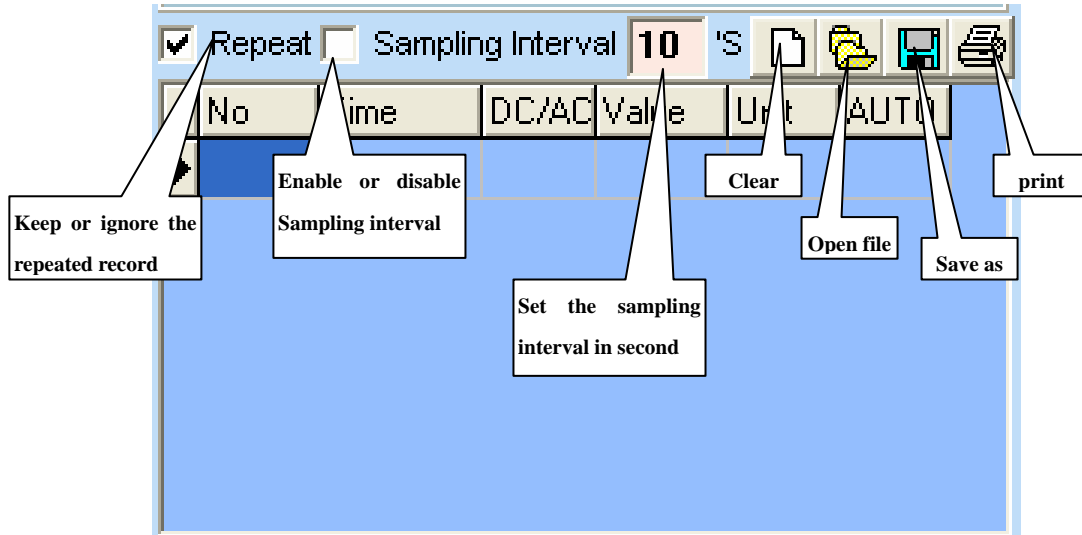 Repeat Sampling Interval 10 'S
No Time DC/AC Value Unit AUTO
Enable or disable
Sampling interval
Clear
print
Keep or ignore the
repeated record
Open file
Save as
Set the sampling
interval in second